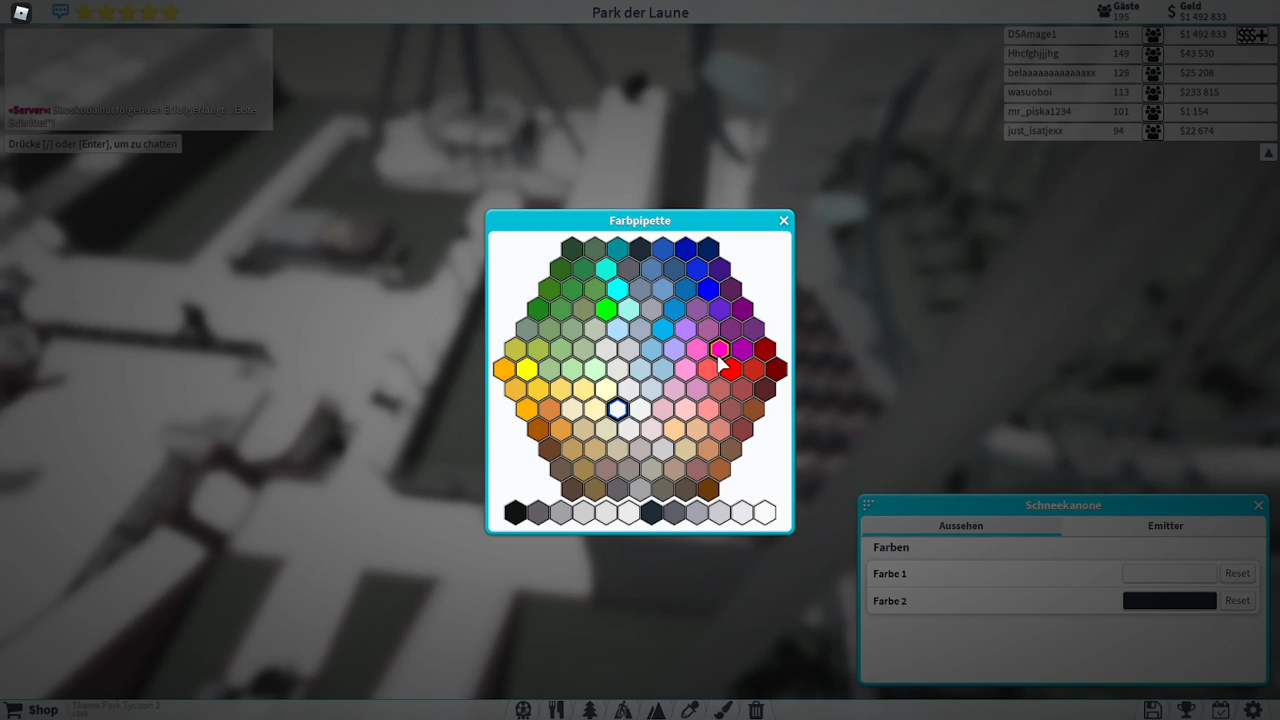 Park der Laune
Gäste
195
Geld
$1 492 833
DSAmage1 195 $1 492 833 $$$+
Hhcfghjjjhg 149 $43 530
belaaaaaaaaaaxx 129 $25 208
wasuoboi 113 $233 815
mr_piska1234 101 $1 154
just_isatjexx 94 $22 674
Drücke [/] oder [Enter], um zu chatten
Farbpipette
Schneekanone
Aussehen Emitter
Farben
Farbe 1 Reset
Farbe 2 Reset
Shop
Theme Park Tycoon 2